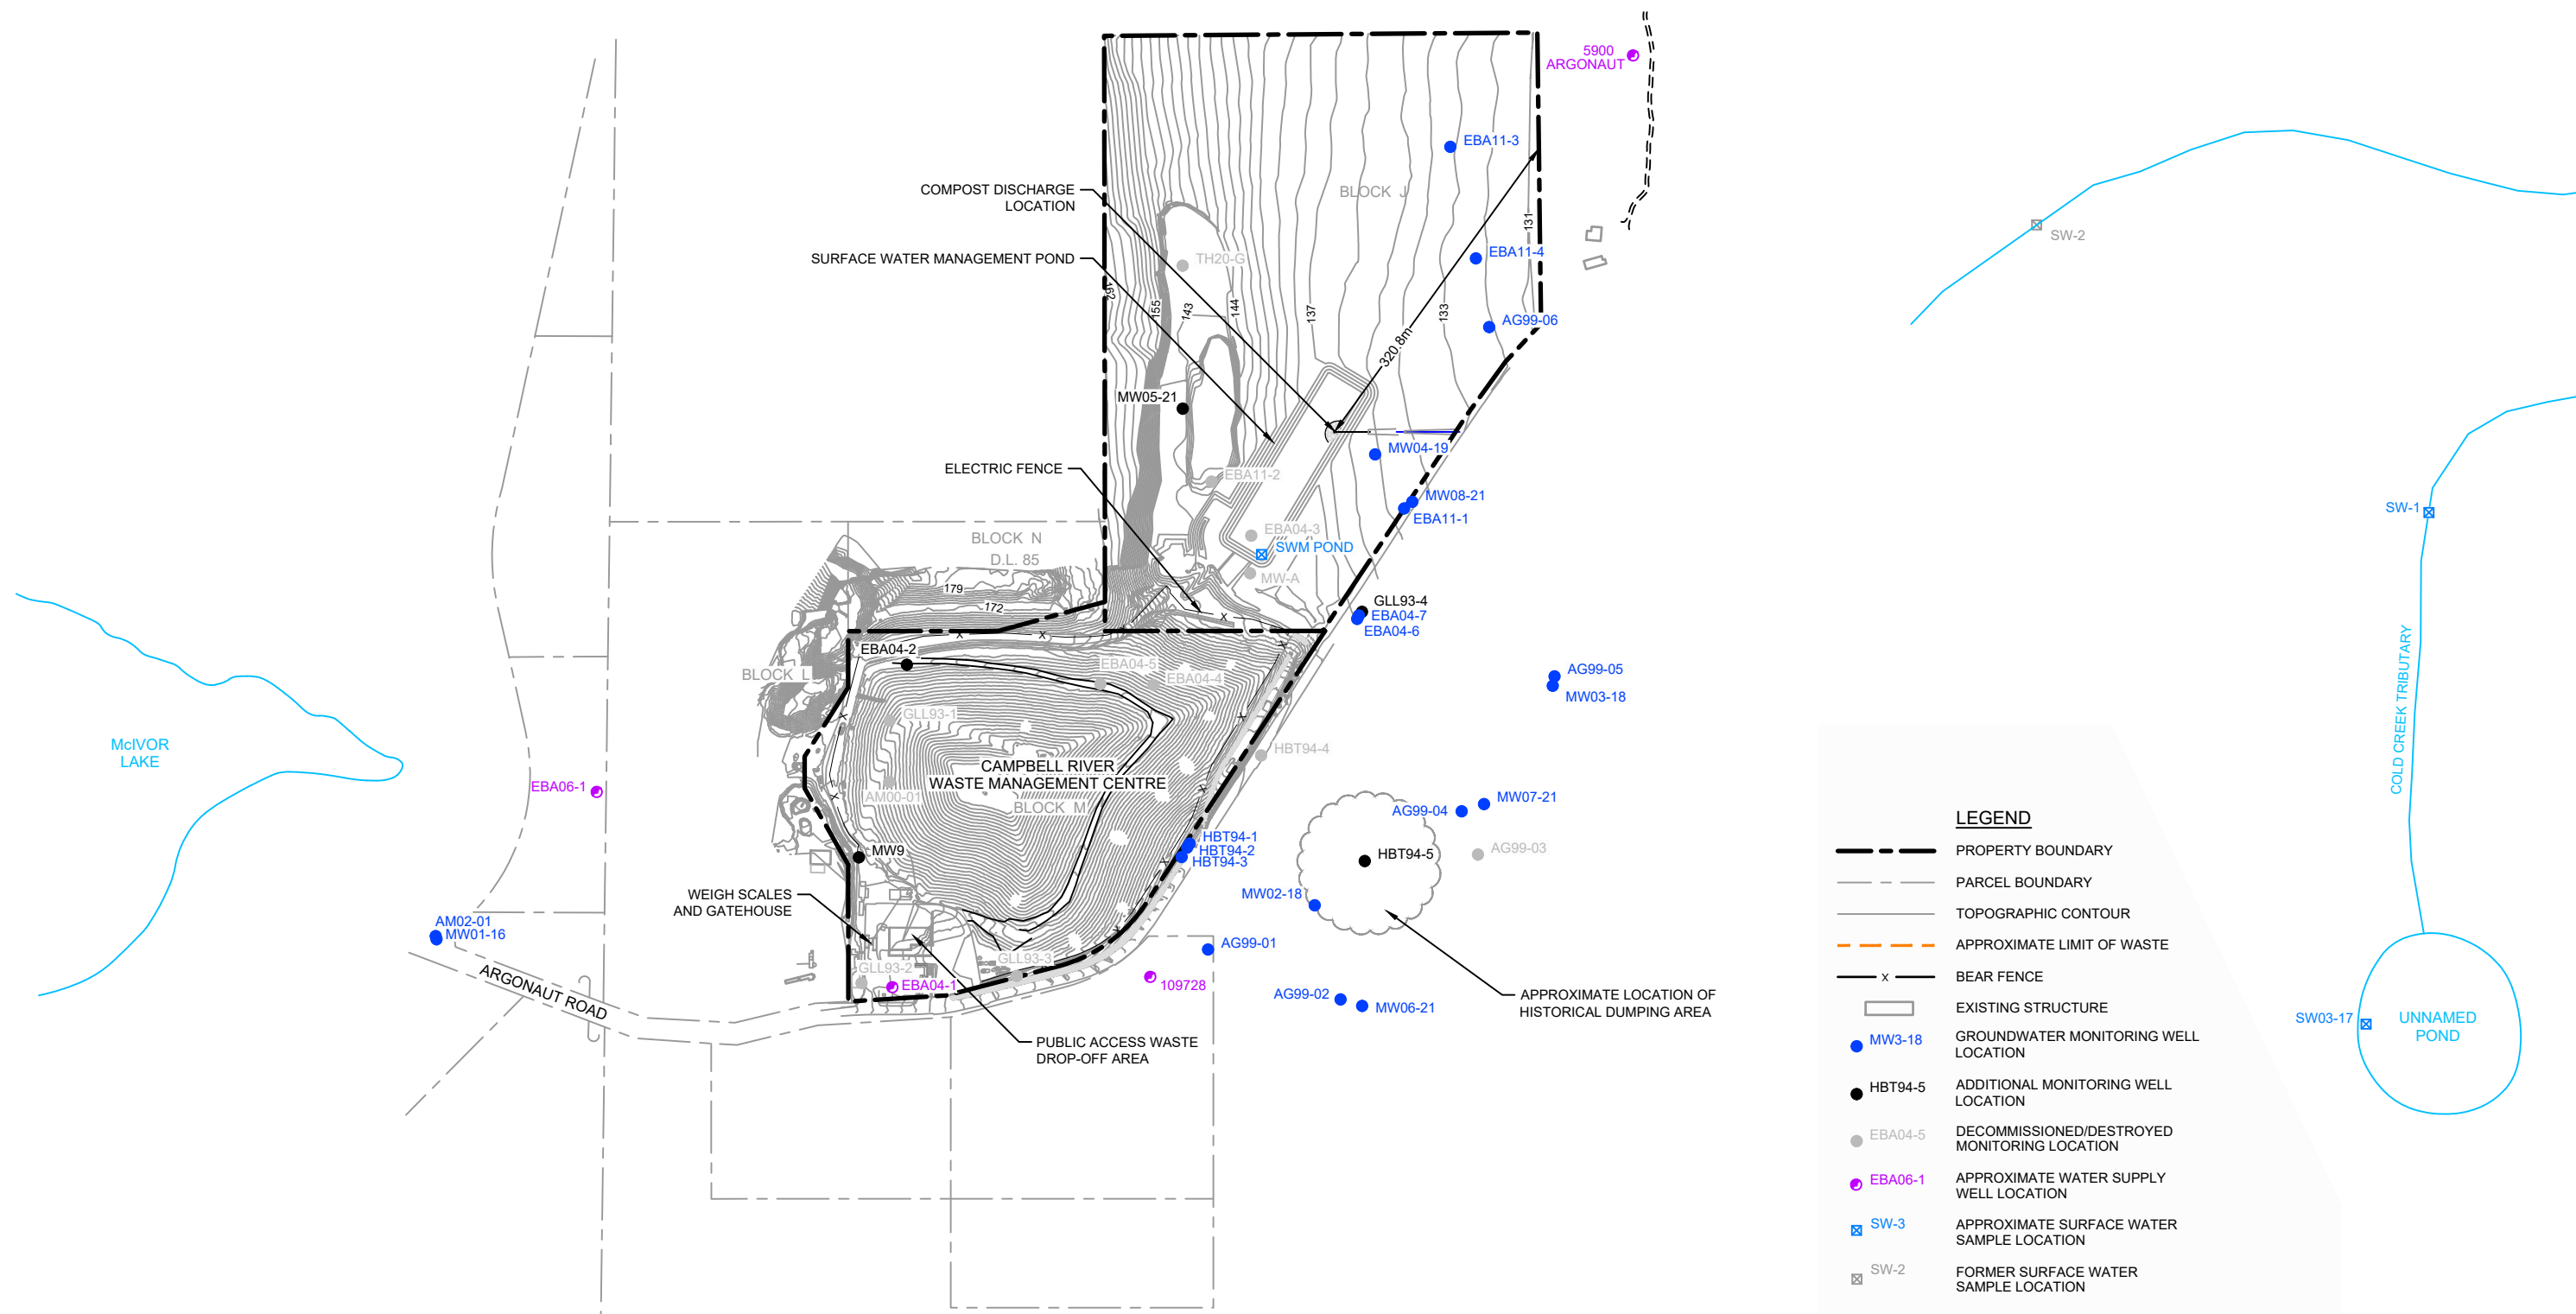 5900
ARGONAUT
EBA11-3
COMPOST DISCHARGE
LOCATION
BLOCK J
131
SW-2
SURFACE WATER MANAGEMENT POND
TH20-G
EBA11-4
162
155
143
144
137
133
AG99-06
320.8m
MW05-21
MW04-19
ELECTRIC FENCE
EBA11-2
MW08-21
EBA11-1
SW-1
EBA04-3
BLOCK N
D.L. 85
SWM POND
MW-A
179
172
GLL93-4
EBA04-7
EBA04-6
x
x
x
x
EBA04-2
EBA04-5
EBA04-4
BLOCK L
AG99-05
MW03-18
COLD CREEK TRIBUTARY
x
x
GLL93-1
HBT94-4
McIVOR
LAKE
CAMPBELL RIVER
WASTE MANAGEMENT CENTRE
BLOCK M
EBA06-1
AM00-01
x
x
MW07-21
AG99-04
HBT94-1
HBT94-2
HBT94-3
x
MW9
HBT94-5
AG99-03
WEIGH SCALES
AND GATEHOUSE
MW02-18
AM02-01
MW01-16
x
AG99-01
GLL93-2
GLL93-3
EBA04-1
109728
ARGONAUT ROAD
AG99-02
MW06-21
APPROXIMATE LOCATION OF
HISTORICAL DUMPING AREA
PUBLIC ACCESS WASTE
DROP-OFF AREA
SW03-17
UNNAMED
POND
LEGEND
PROPERTY BOUNDARY
PARCEL BOUNDARY
TOPOGRAPHIC CONTOUR
APPROXIMATE LIMIT OF WASTE
x BEAR FENCE
EXISTING STRUCTURE
MW3-18 GROUNDWATER MONITORING WELL
LOCATION
HBT94-5 ADDITIONAL MONITORING WELL
LOCATION
EBA04-5 DECOMMISSIONED/DESTROYED
MONITORING LOCATION
EBA06-1 APPROXIMATE WATER SUPPLY
WELL LOCATION
SW-3 APPROXIMATE SURFACE WATER
SAMPLE LOCATION
SW-2 FORMER SURFACE WATER
SAMPLE LOCATION